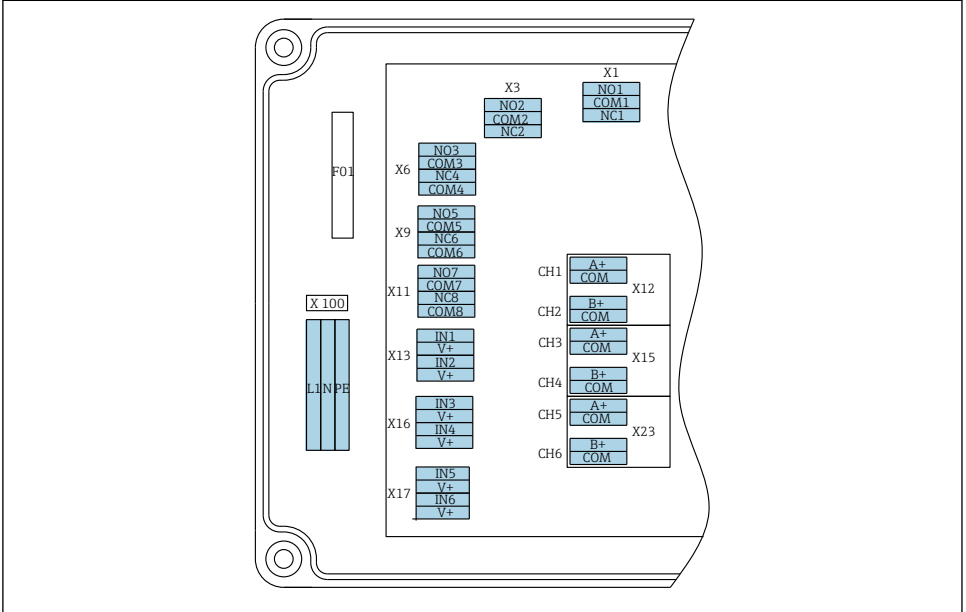 X1
NO1
COM1
NC1
X3
NO2
COM2
NC2
X6
NO3
COM3
NC4
COM4
F01
X9
NO5
COM5
NC6
COM6
X11
NO7
COM7
NC8
COM8
X 100
L1 N PE
X13
IN1
V+
IN2
V+
X16
IN3
V+
IN4
V+
X17
IN5
V+
IN6
V+
CH1
A+
COM
X12
CH2
B+
COM
CH3
A+
COM
X15
CH4
B+
COM
CH5
A+
COM
X23
CH6
B+
COM